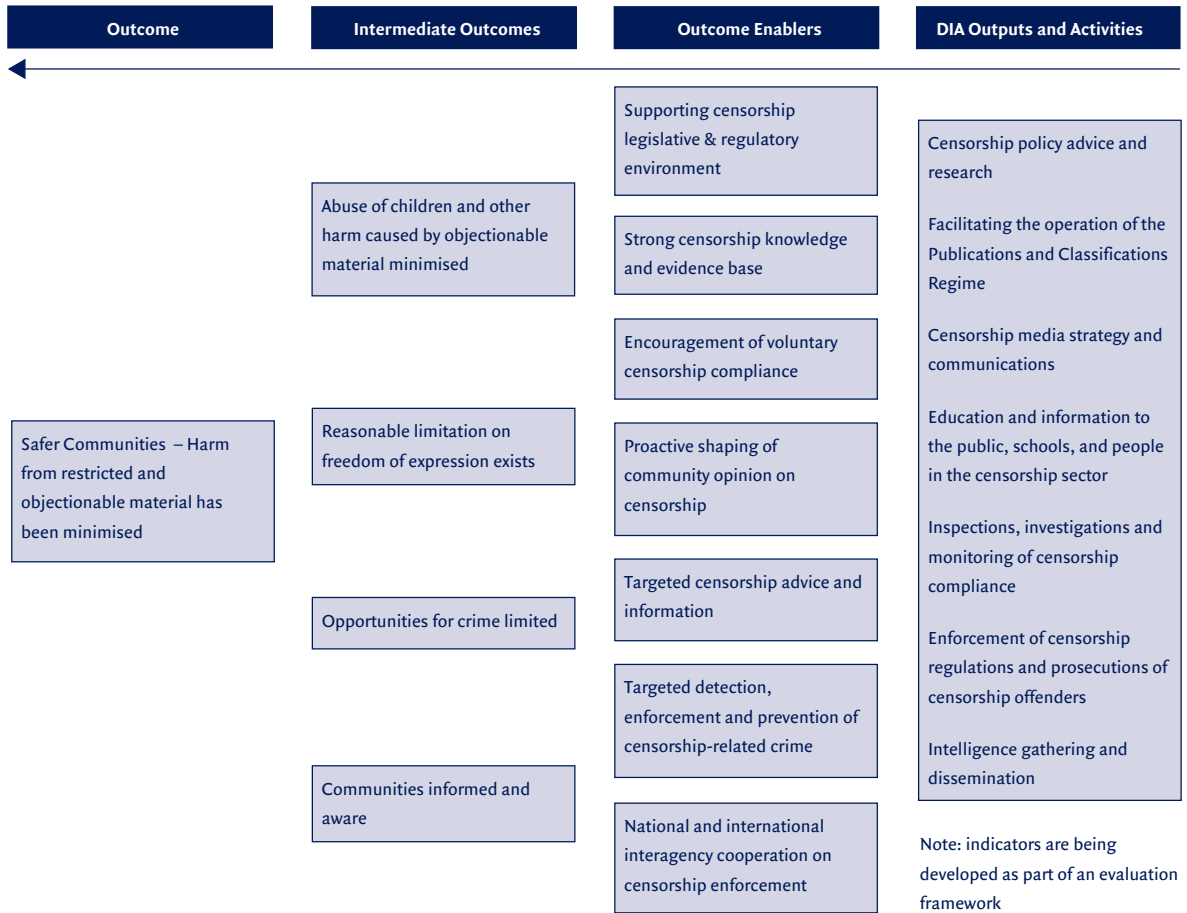 Outcome
Intermediate Outcomes
Outcome Enablers
DIA Outputs and Activities
Safer Communities – Harm
from restricted and
objectionable material has
been minimised
Abuse of children and other
harm caused by objectionable
material minimised
Reasonable limitation on
freedom of expression exists
Opportunities for crime limited
Communities informed and
aware
Supporting censorship
legislative & regulatory
environment
Strong censorship knowledge
and evidence base
Encouragement of voluntary
censorship compliance
Proactive shaping of
community opinion on
censorship
Targeted censorship advice and
information
Targeted detection,
enforcement and prevention of
censorship-related crime
National and international
interagency cooperation on
censorship enforcement
Censorship policy advice and
research
Facilitating the operation of the
Publications and Classifications
Regime
Censorship media strategy and
communications
Education and information to
the public, schools, and people
in the censorship sector
Inspections, investigations and
monitoring of censorship
compliance
Enforcement of censorship
regulations and prosecutions of
censorship offenders
Intelligence gathering and
dissemination
Note: indicators are being
developed as part of an evaluation
framework